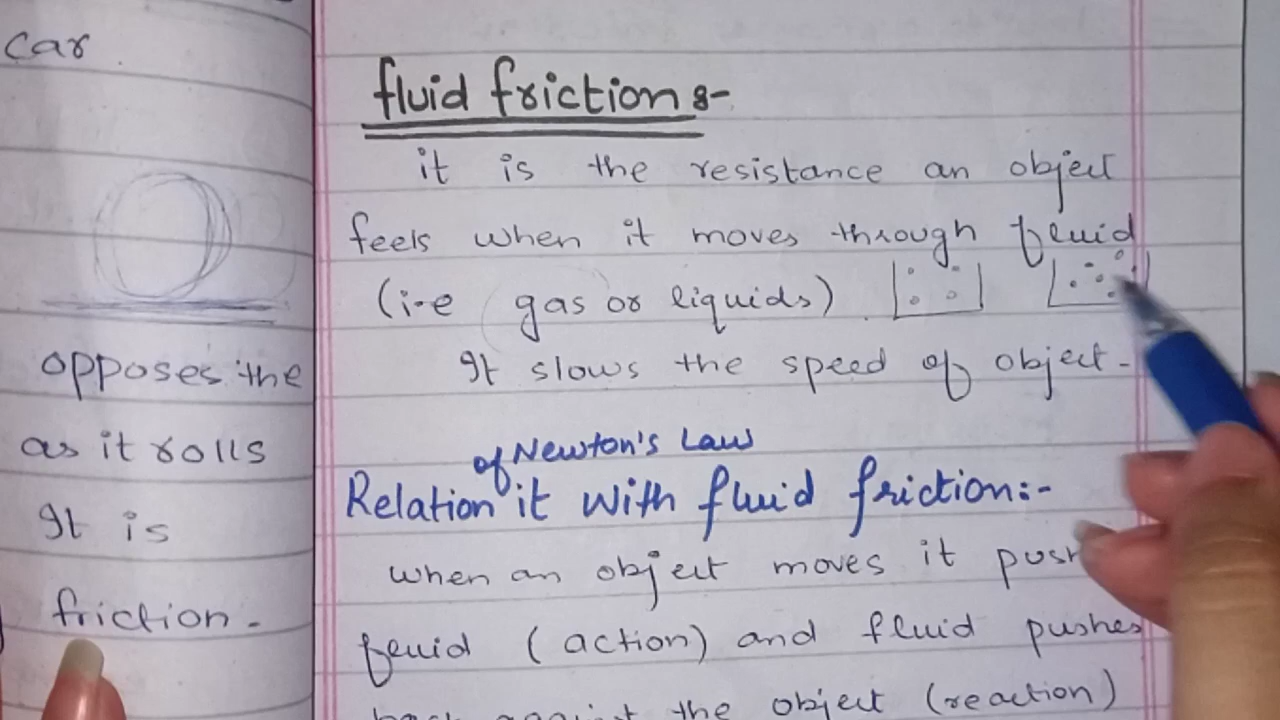 car
opposes the
as it rolls
It is
friction.
fluid friction :-
it is the resistance an object
feels when it moves through fluid
(i-e gas or liquids)
It slows the speed of object-
of Newton's Law
Relation it with fluid friction:-
when an object moves it push
fluid (action) and fluid pushes
back against the object (reaction)